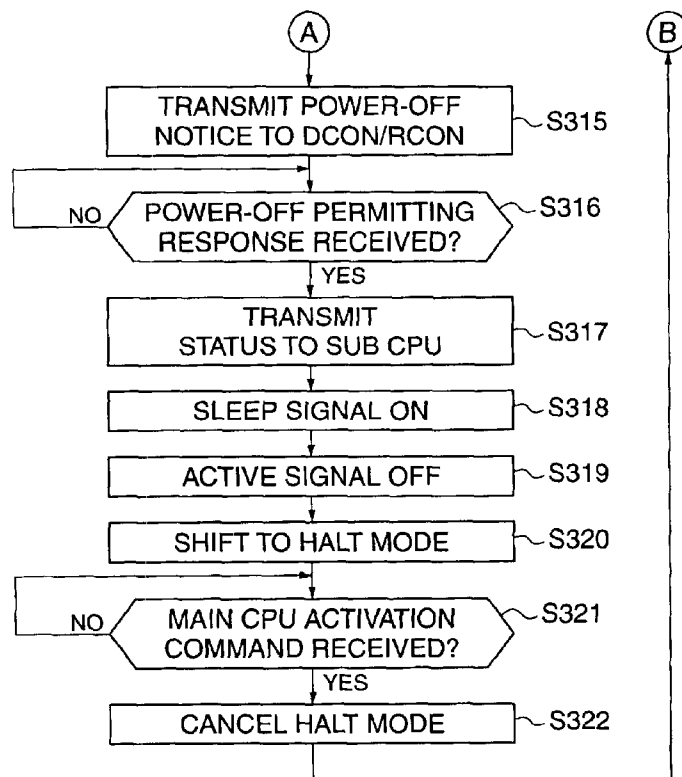 A
B
TRANSMIT POWER-OFF
NOTICE TO DCON/RCON
S315
POWER-OFF PERMITTING
RESPONSE RECEIVED?
S316
NO
YES
TRANSMIT
STATUS TO SUB CPU
S317
SLEEP SIGNAL ON
S318
ACTIVE SIGNAL OFF
S319
SHIFT TO HALT MODE
S320
MAIN CPU ACTIVATION
COMMAND RECEIVED?
S321
NO
YES
CANCEL HALT MODE
S322